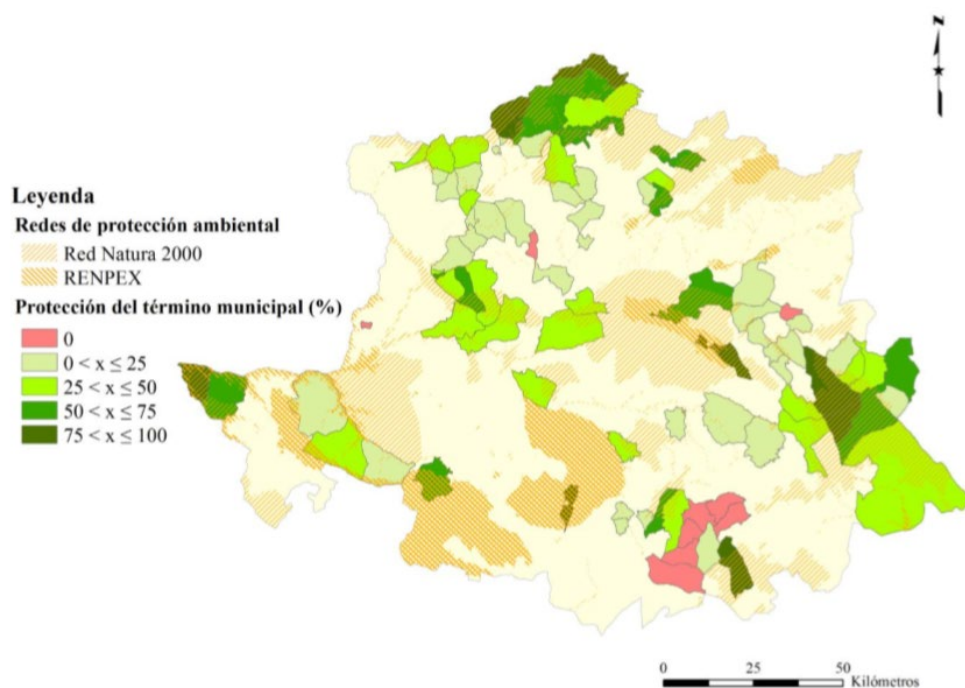 N
Leyenda
Redes de protección ambiental
Red Natura 2000
RENPEX
Protección del término municipal (%)
0
0 < x ≤ 25
25 < x ≤ 50
50 < x ≤ 75
75 < x ≤ 100
0 25 50
Kilómetros